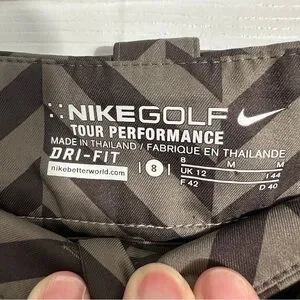 NIKEGOLF
TOUR PERFORMANCE
MADE IN THAILAND / FABRIQUE EN THAILANDE
DRI-FIT
nikebetterworld.com
8
8 M M
UK 12 I 44
F 42 D 40